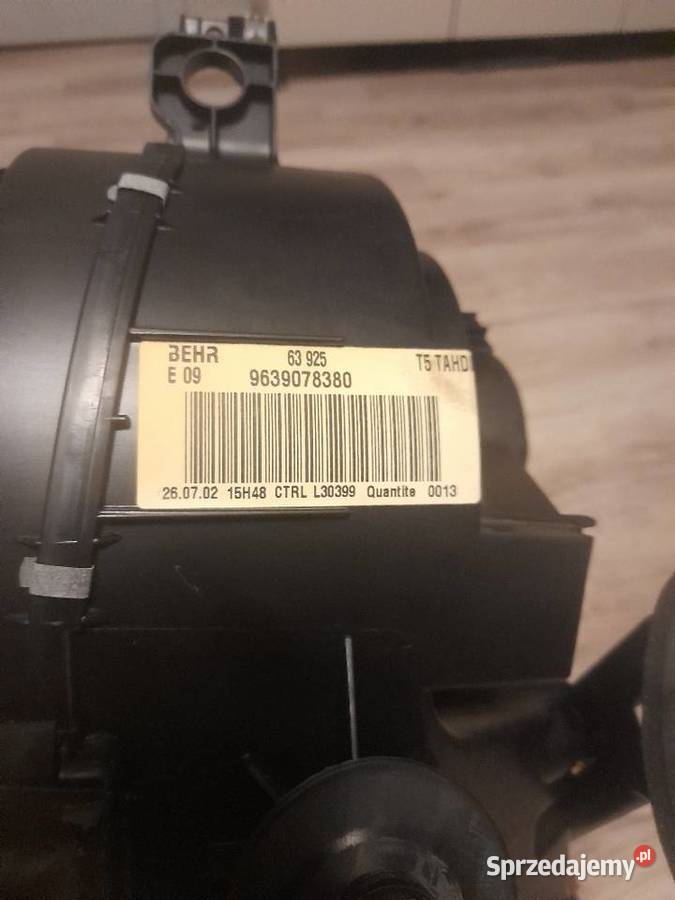 BEHR 63 925 T5 TAHD
E 09 9639078380
26.07.02 15H48 CTRL L30399 Quantite 0013
Sprzedajemy.pl